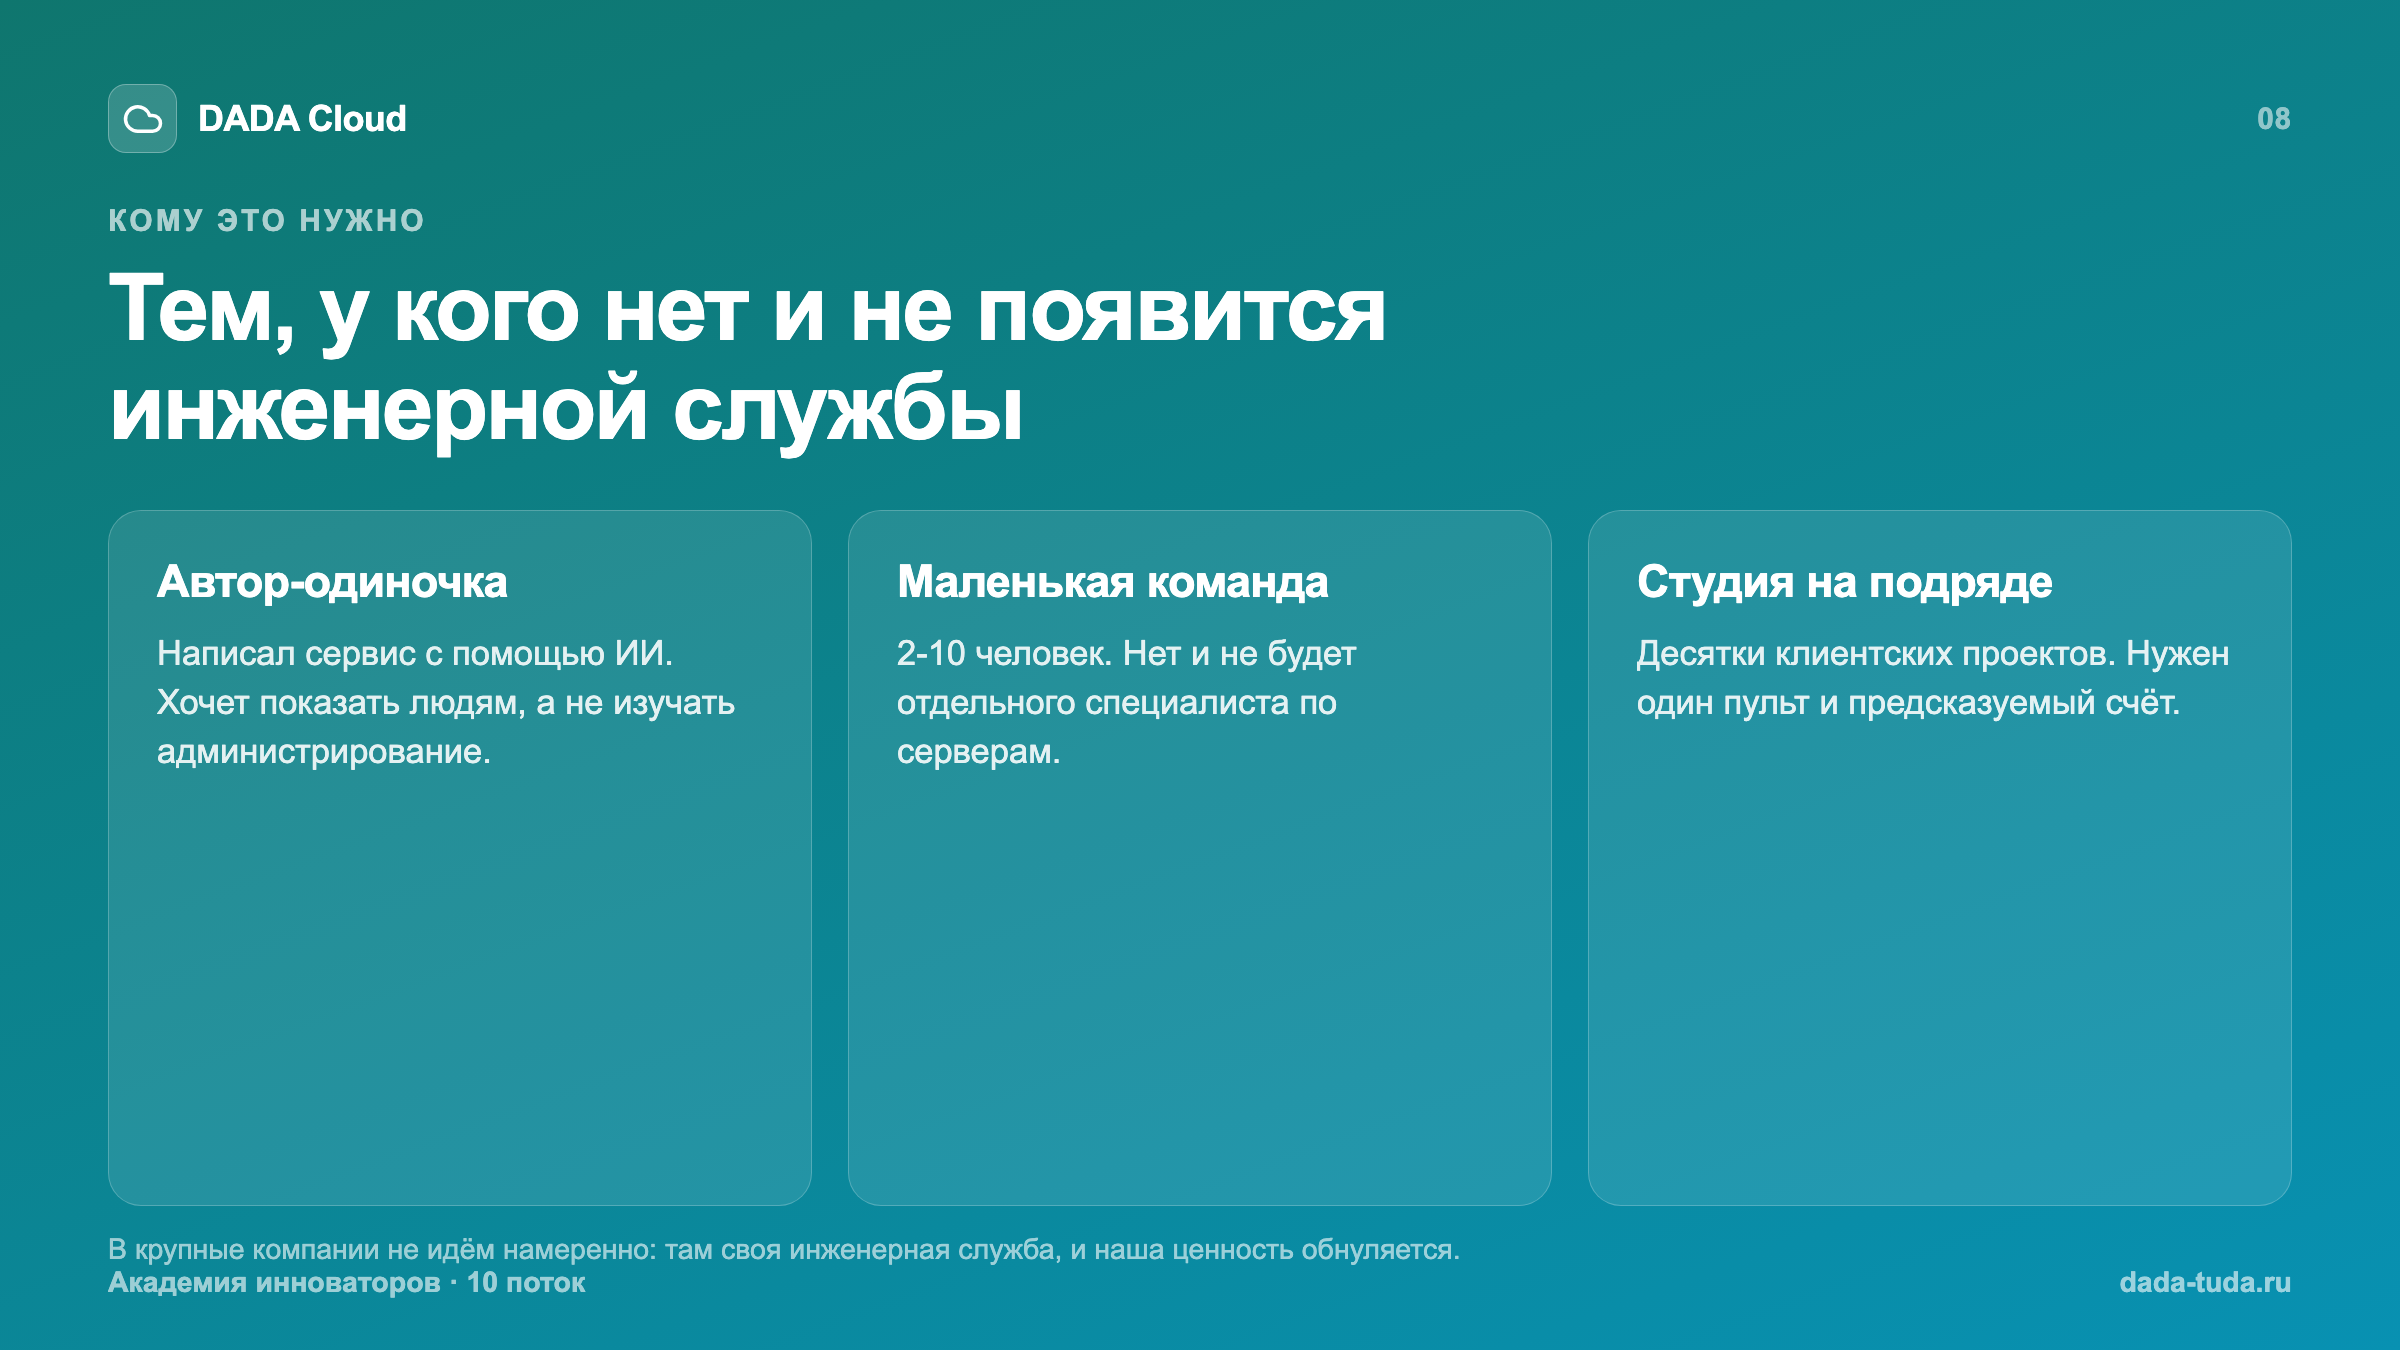 DADA Cloud
08
КОМУ ЭТО НУЖНО
Тем, у кого нет и не появится
инженерной службы
Автор-одиночка
Написал сервис с помощью ИИ.
Хочет показать людям, а не изучать
администрирование.
Маленькая команда
2-10 человек. Нет и не будет
отдельного специалиста по
серверам.
Студия на подряде
Десятки клиентских проектов. Нужен
один пульт и предсказуемый счёт.
В крупные компании не идём намеренно: там своя инженерная служба, и наша ценность обнуляется.
Академия инноваторов · 10 поток
dada-tuda.ru